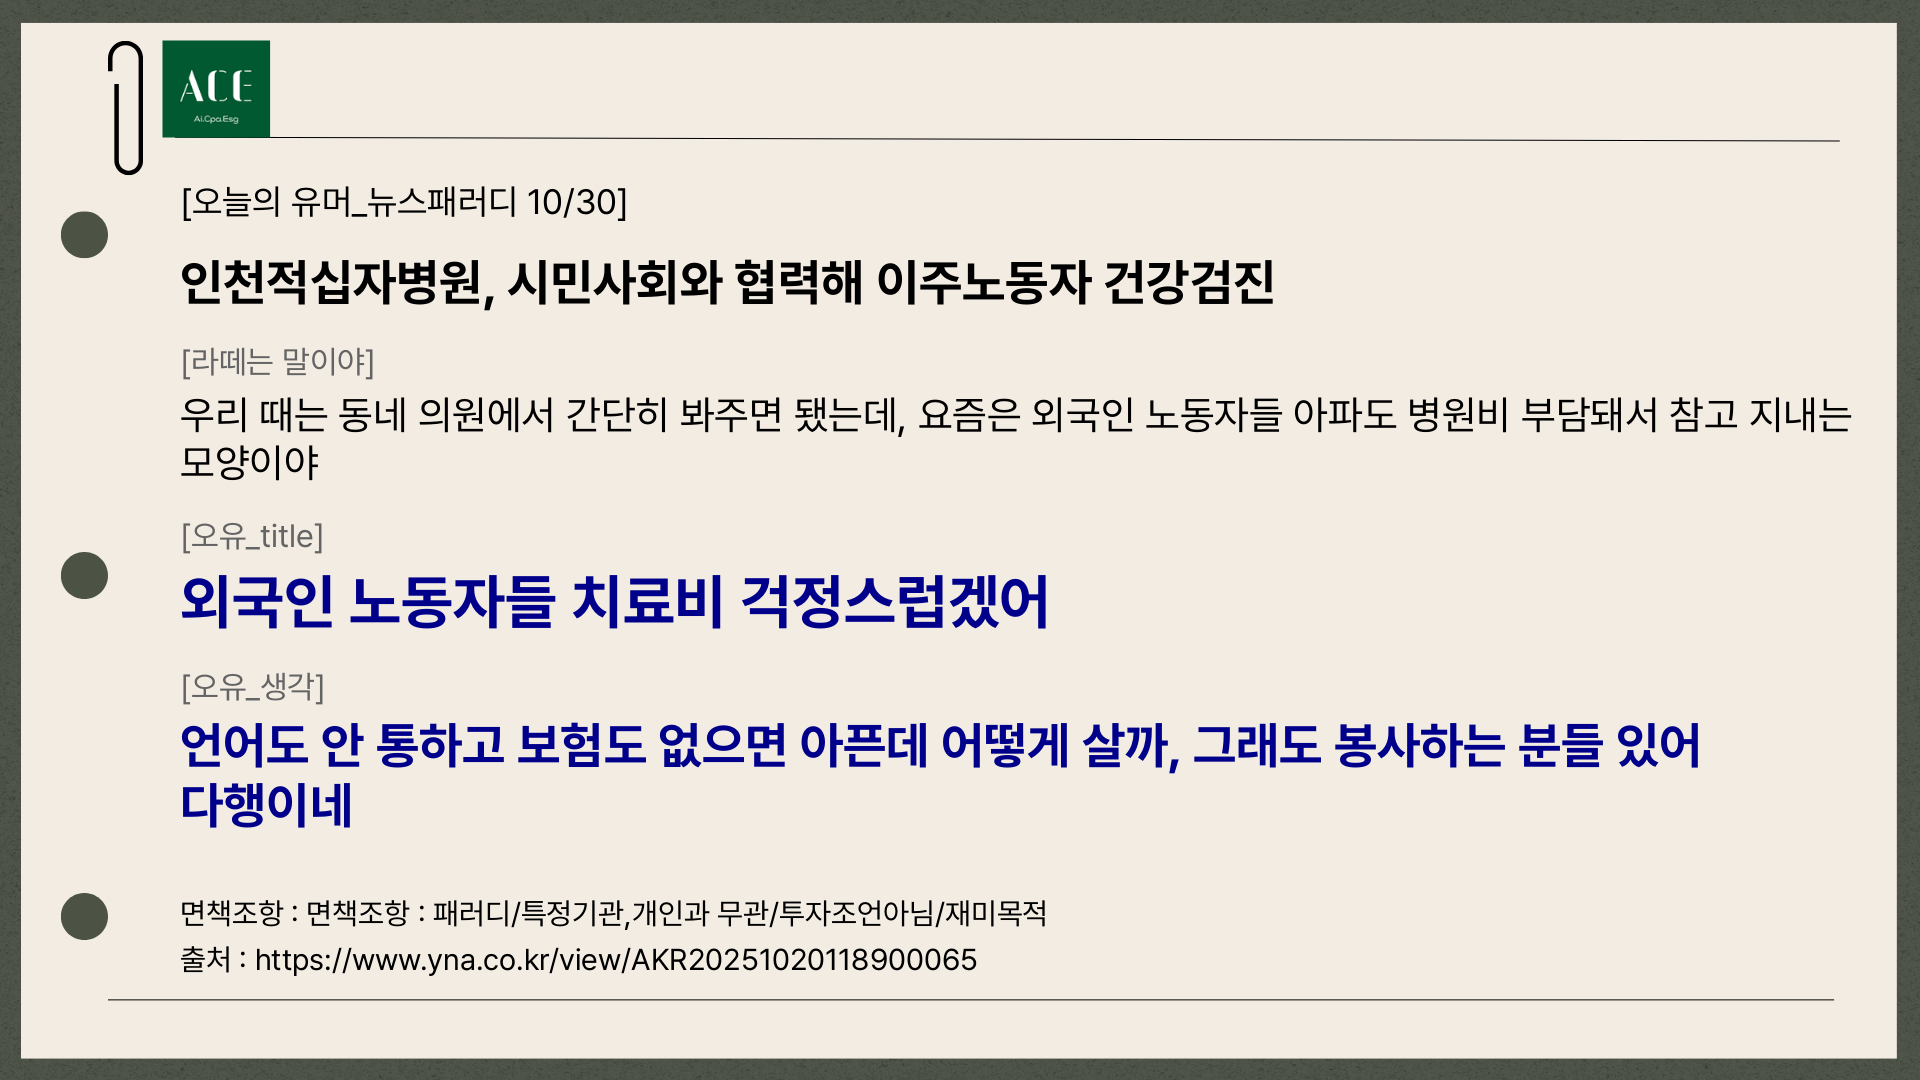 ACE
Ai.Cpa.Esg
[오늘의 유머_뉴스패러디 10/30]
인천적십자병원, 시민사회와 협력해 이주노동자 건강검진
[라떼는 말이야]
우리 때는 동네 의원에서 간단히 봐주면 됐는데, 요즘은 외국인 노동자들 아파도 병원비 부담돼서 참고 지내는
모양이야
[오유_title]
외국인 노동자들 치료비 걱정스럽겠어
[오유_생각]
언어도 안 통하고 보험도 없으면 아픈데 어떻게 살까, 그래도 봉사하는 분들 있어
다행이네
면책조항 : 면책조항 : 패러디/특정기관,개인과 무관/투자조언아님/재미목적
출처 : https://www.yna.co.kr/view/AKR20251020118900065